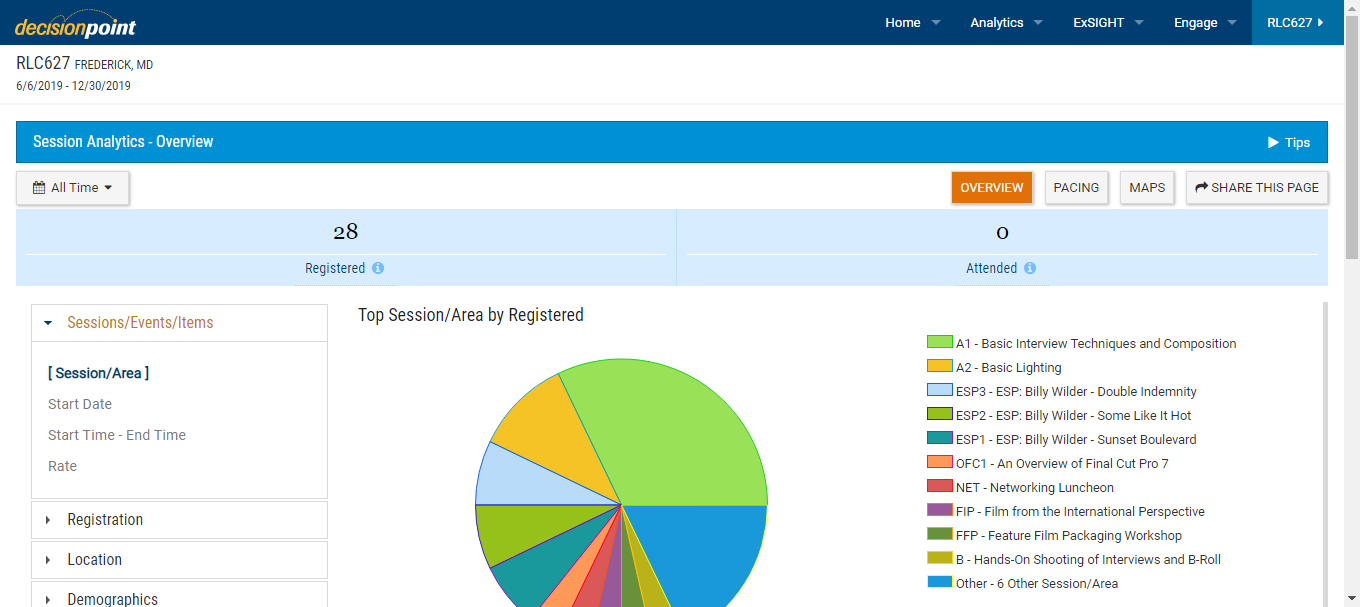 decisionpoint
Home
Analytics
ExSIGHT
Engage
RLC627
RLC627 FREDERICK, MD
6/6/2019 - 12/30/2019
Session Analytics - Overview
Tips
All Time
OVERVIEW
PACING
MAPS
SHARE THIS PAGE
28
Registered
0
Attended
Sessions/Events/Items
[ Session/Area ]
Start Date
Start Time - End Time
Rate
Registration
Location
Demographics
Top Session/Area by Registered
A1 - Basic Interview Techniques and Composition
A2 - Basic Lighting
ESP3 - ESP: Billy Wilder - Double Indemnity
ESP2 - ESP: Billy Wilder - Some Like It Hot
ESP1 - ESP: Billy Wilder - Sunset Boulevard
OFC1 - An Overview of Final Cut Pro 7
NET - Networking Luncheon
FIP - Film from the International Perspective
FFP - Feature Film Packaging Workshop
B - Hands-On Shooting of Interviews and B-Roll
Other - 6 Other Session/Area